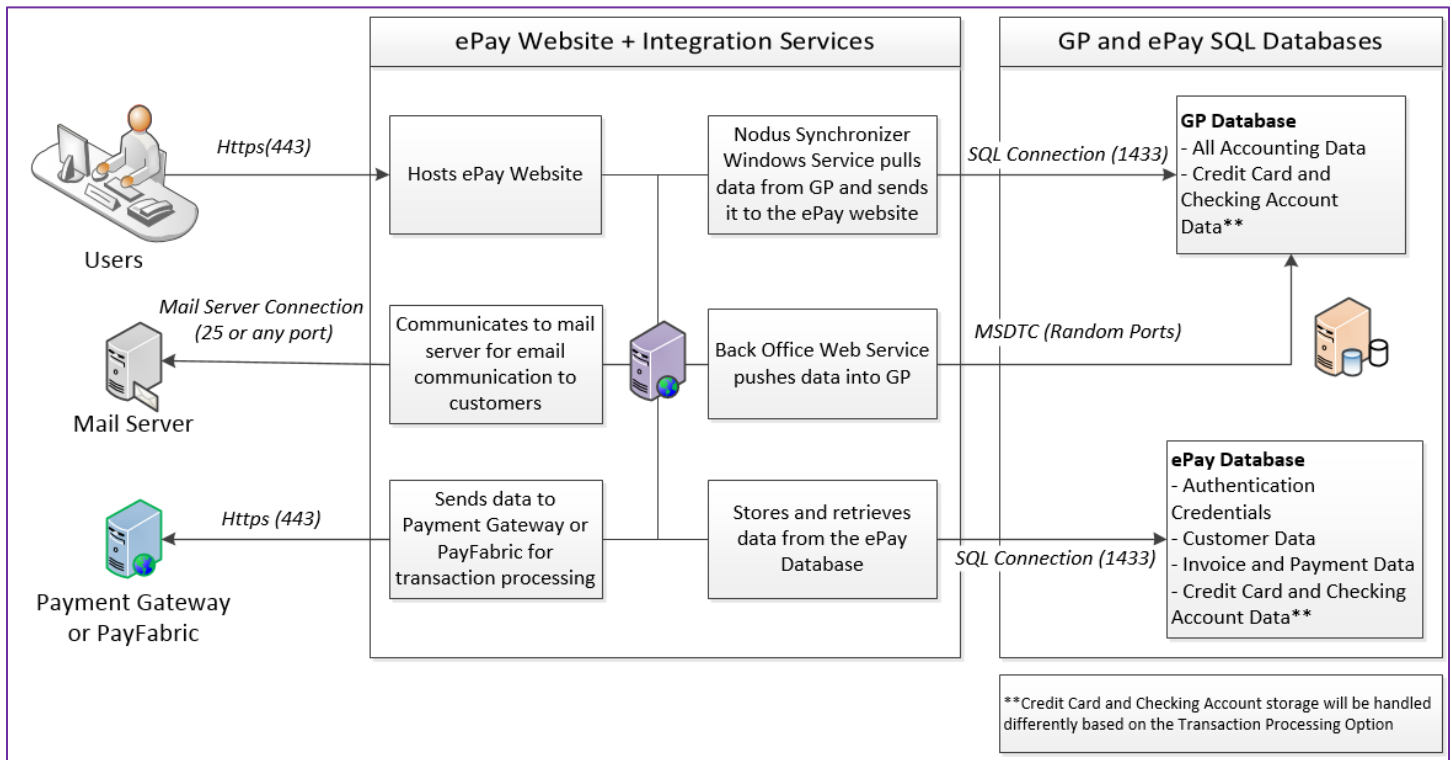 ePay Website + Integration Services
GP and ePay SQL Databases
Users
Https(443)
Hosts ePay Website
Nodus Synchronizer
Windows Service pulls
data from GP and sends
it to the ePay website
SQL Connection (1433)
GP Database
- All Accounting Data
- Credit Card and
Checking Account
Data**
Mail Server Connection
(25 or any port)
Mail Server
Communicates to mail
server for email
communication to
customers
Back Office Web Service
pushes data into GP
MSDTC (Random Ports)
Https (443)
Payment Gateway
or PayFabric
Sends data to
Payment Gateway or
PayFabric for
transaction processing
Stores and retrieves
data from the ePay
Database
SQL Connection (1433)
ePay Database
- Authentication
Credentials
- Customer Data
- Invoice and Payment Data
- Credit Card and Checking
Account Data**
**Credit Card and Checking Account storage will be handled
differently based on the Transaction Processing Option